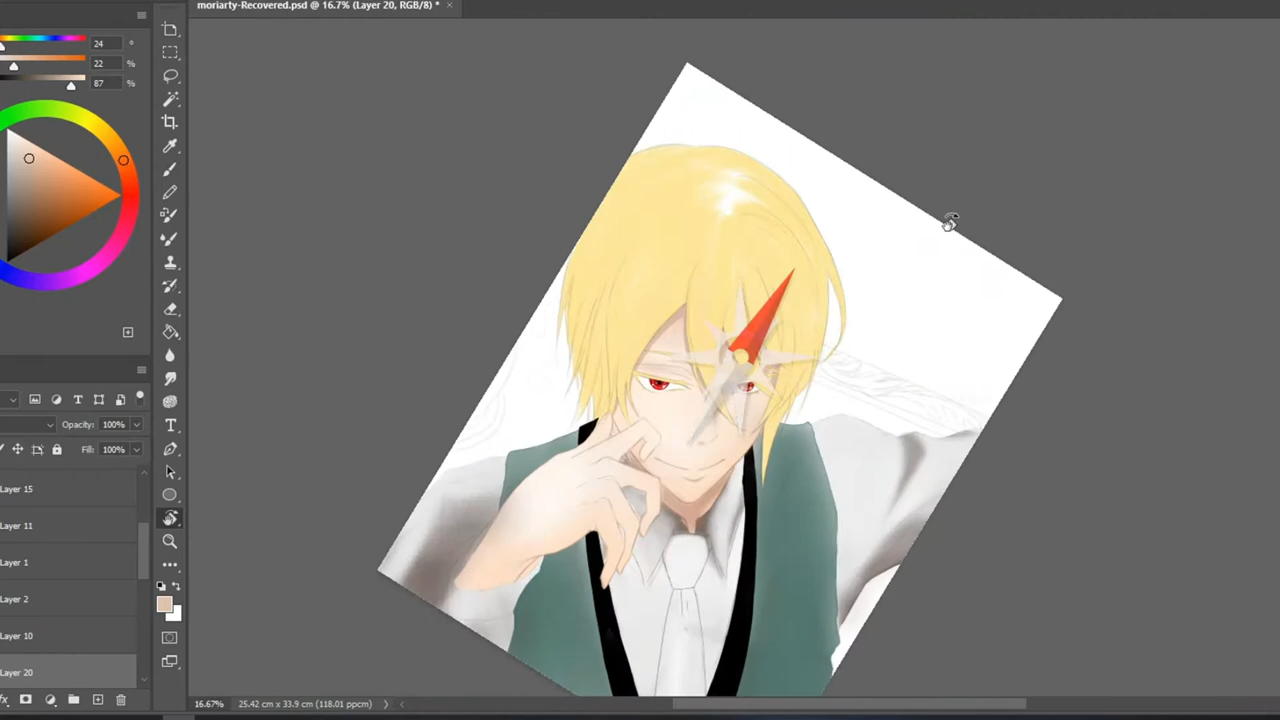 moriarty-Recovered.psd @ 16.7% (Layer 20, RGB/8) *
24 °
22 %
87 %
Opacity: 100%
Fill: 100%
Layer 15
Layer 11
Layer 1
Layer 2
Layer 10
Layer 20
fx
16.67%
25.42 cm x 33.9 cm (118.01 ppcm)